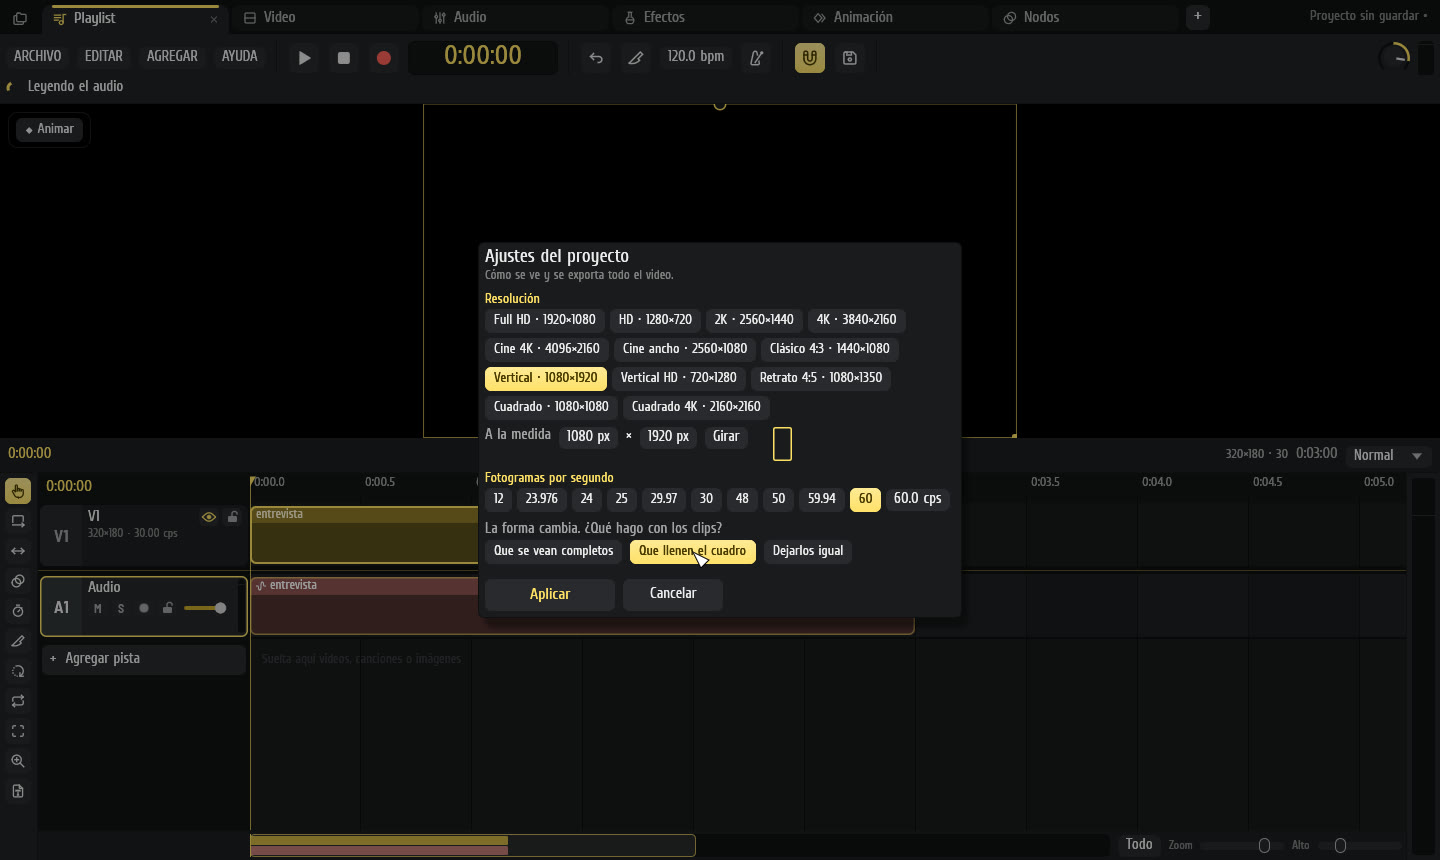 Playlist ×
Video
Audio
Efectos
Animación
Nodos
+
Proyecto sin guardar •
ARCHIVO EDITAR AGREGAR AYUDA
0:00:00
120.0 bpm
Leyendo el audio
Animar
Ajustes del proyecto
Cómo se ve y se exporta todo el video.
Resolución
Full HD · 1920×1080
HD · 1280×720
2K · 2560×1440
4K · 3840×2160
Cine 4K · 4096×2160
Cine ancho · 2560×1080
Clásico 4:3 · 1440×1080
Vertical · 1080×1920
Vertical HD · 720×1280
Retrato 4:5 · 1080×1350
Cuadrado · 1080×1080
Cuadrado 4K · 2160×2160
A la medida 1080 px × 1920 px Girar
Fotogramas por segundo
12 23.976 24 25 29.97 30 48 50 59.94 60 60.0 cps
La forma cambia. ¿Qué hago con los clips?
Que se vean completos
Que llenen el cuadro
Dejarlos igual
Aplicar
Cancelar
0:00:00
320×180 · 30 0:03:00 Normal
0:00:00
0:00.0 0:00.5 0:03.5 0:04.0 0:04.5 0:05.0
V1
V1
320×180 · 30.00 cps
entrevista
A1
Audio
M S
entrevista
+ Agregar pista
Suelta aquí videos, canciones o imágenes
Todo Zoom Alto